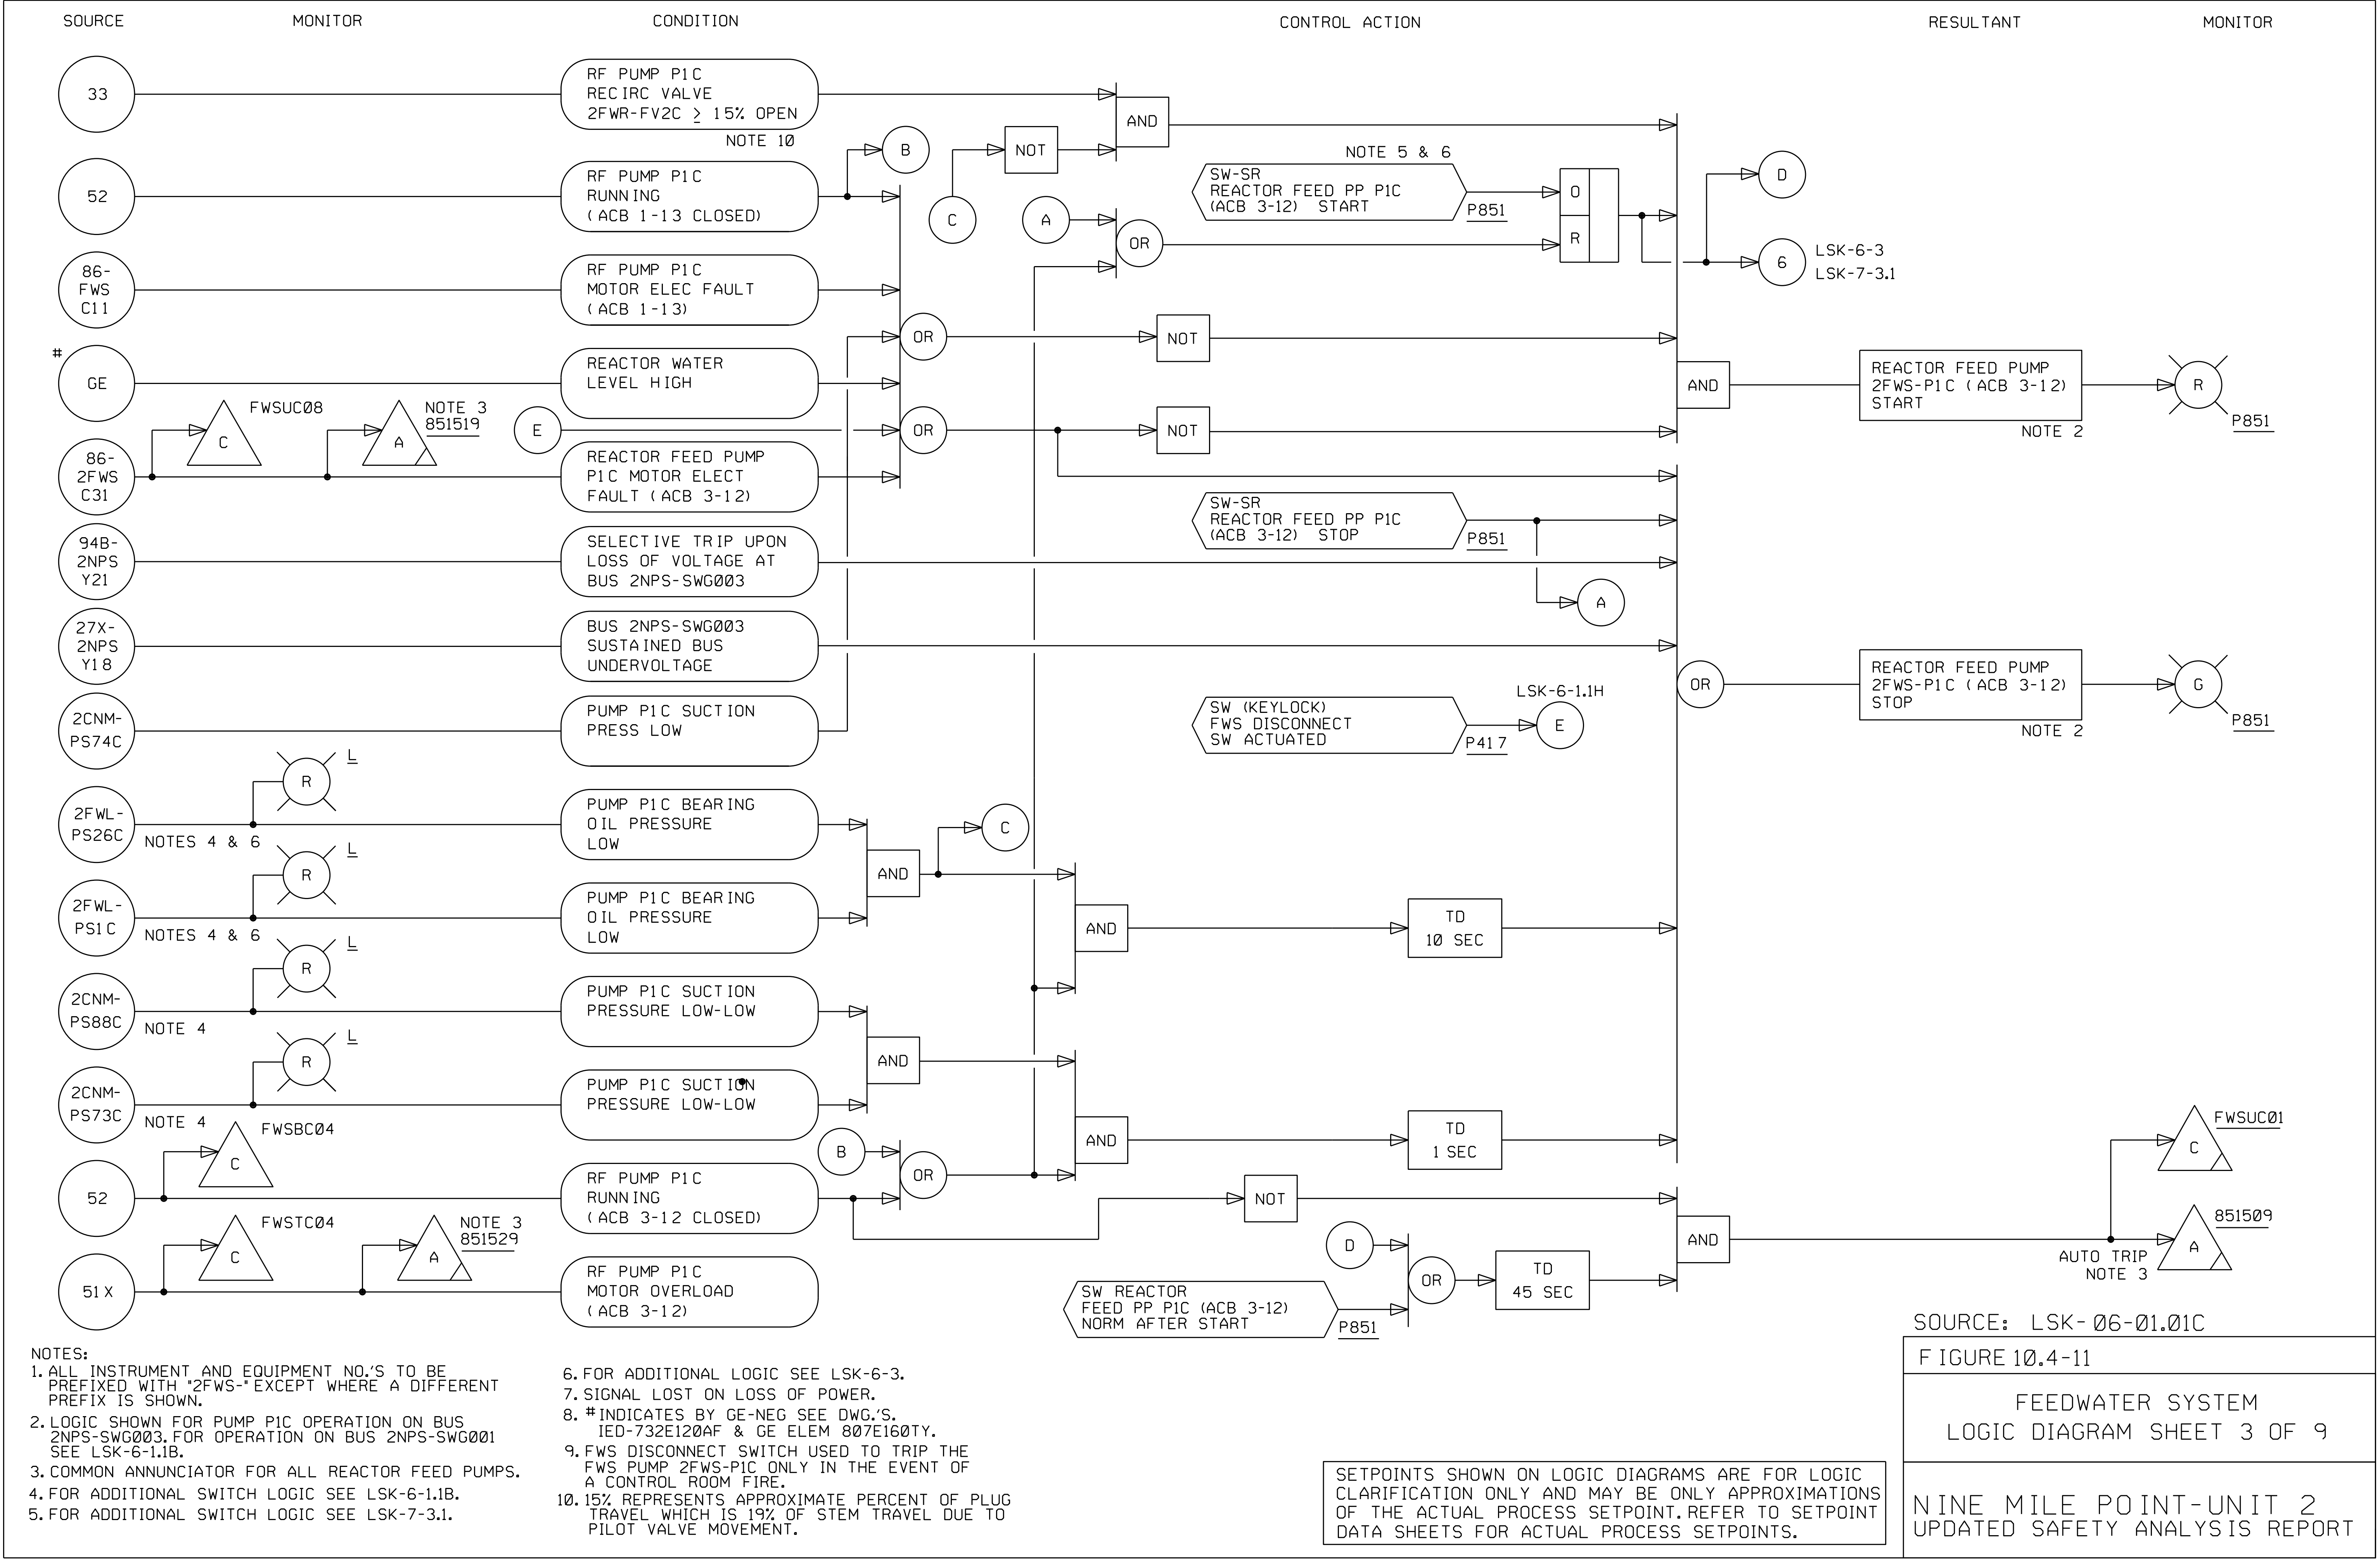 SOURCE
MONITOR
CONDITION
CONTROL ACTION
RESULTANT
MONITOR
33
RF PUMP P1C
RECIRC VALVE
2FWR-FV2C ≥ 15% OPEN
NOTE 10
B
NOT
AND
C
52
RF PUMP P1C
RUNNING
(ACB 1-13 CLOSED)
A
OR
NOTE 5 & 6
SW-SR
REACTOR FEED PP P1C
(ACB 3-12) START
P851
O
R
D
6
LSK-6-3
LSK-7-3.1
86-
FWS
C11
RF PUMP P1C
MOTOR ELEC FAULT
(ACB 1-13)
OR
NOT
#
GE
REACTOR WATER
LEVEL HIGH
AND
REACTOR FEED PUMP
2FWS-P1C (ACB 3-12)
START
NOTE 2
R
P851
C
FWSUC08
A
NOTE 3
851519
E
OR
NOT
86-
2FWS
C31
REACTOR FEED PUMP
P1C MOTOR ELECT
FAULT (ACB 3-12)
SW-SR
REACTOR FEED PP P1C
(ACB 3-12) STOP
P851
A
94B-
2NPS
Y21
SELECTIVE TRIP UPON
LOSS OF VOLTAGE AT
BUS 2NPS-SWG003
27X-
2NPS
Y18
BUS 2NPS-SWG003
SUSTAINED BUS
UNDERVOLTAGE
OR
REACTOR FEED PUMP
2FWS-P1C (ACB 3-12)
STOP
NOTE 2
G
P851
2CNM-
PS74C
PUMP P1C SUCTION
PRESS LOW
SW (KEYLOCK)
FWS DISCONNECT
SW ACTUATED
P417
LSK-6-1.1H
E
R
L
2FWL-
PS26C
NOTES 4 & 6
PUMP P1C BEARING
OIL PRESSURE
LOW
C
R
L
AND
2FWL-
PS1C
NOTES 4 & 6
PUMP P1C BEARING
OIL PRESSURE
LOW
AND
TD
10 SEC
R
L
2CNM-
PS88C
NOTE 4
PUMP P1C SUCTION
PRESSURE LOW-LOW
R
L
AND
2CNM-
PS73C
NOTE 4
PUMP P1C SUCTION
PRESSURE LOW-LOW
AND
TD
1 SEC
C
FWSBC04
B
OR
52
RF PUMP P1C
RUNNING
(ACB 3-12 CLOSED)
NOT
AND
C
FWSUC01
A
851509
AUTO TRIP
NOTE 3
C
FWSTC04
A
NOTE 3
851529
51X
RF PUMP P1C
MOTOR OVERLOAD
(ACB 3-12)
D
OR
TD
45 SEC
SW REACTOR
FEED PP P1C (ACB 3-12)
NORM AFTER START
P851
NOTES:
1. ALL INSTRUMENT AND EQUIPMENT NO.'S TO BE
PREFIXED WITH "2FWS-" EXCEPT WHERE A DIFFERENT
PREFIX IS SHOWN.
2. LOGIC SHOWN FOR PUMP P1C OPERATION ON BUS
2NPS-SWG003. FOR OPERATION ON BUS 2NPS-SWG001
SEE LSK-6-1.1B.
3. COMMON ANNUNCIATOR FOR ALL REACTOR FEED PUMPS.
4. FOR ADDITIONAL SWITCH LOGIC SEE LSK-6-1.1B.
5. FOR ADDITIONAL SWITCH LOGIC SEE LSK-7-3.1.
6. FOR ADDITIONAL LOGIC SEE LSK-6-3.
7. SIGNAL LOST ON LOSS OF POWER.
8. # INDICATES BY GE-NEG SEE DWG.'S.
IED-732E120AF & GE ELEM 807E160TY.
9. FWS DISCONNECT SWITCH USED TO TRIP THE
FWS PUMP 2FWS-P1C ONLY IN THE EVENT OF
A CONTROL ROOM FIRE.
10. 15% REPRESENTS APPROXIMATE PERCENT OF PLUG
TRAVEL WHICH IS 19% OF STEM TRAVEL DUE TO
PILOT VALVE MOVEMENT.
SETPOINTS SHOWN ON LOGIC DIAGRAMS ARE FOR LOGIC
CLARIFICATION ONLY AND MAY BE ONLY APPROXIMATIONS
OF THE ACTUAL PROCESS SETPOINT. REFER TO SETPOINT
DATA SHEETS FOR ACTUAL PROCESS SETPOINTS.
SOURCE: LSK-06-01.01C
FIGURE 10.4-11
FEEDWATER SYSTEM
LOGIC DIAGRAM SHEET 3 OF 9
NINE MILE POINT-UNIT 2
UPDATED SAFETY ANALYSIS REPORT